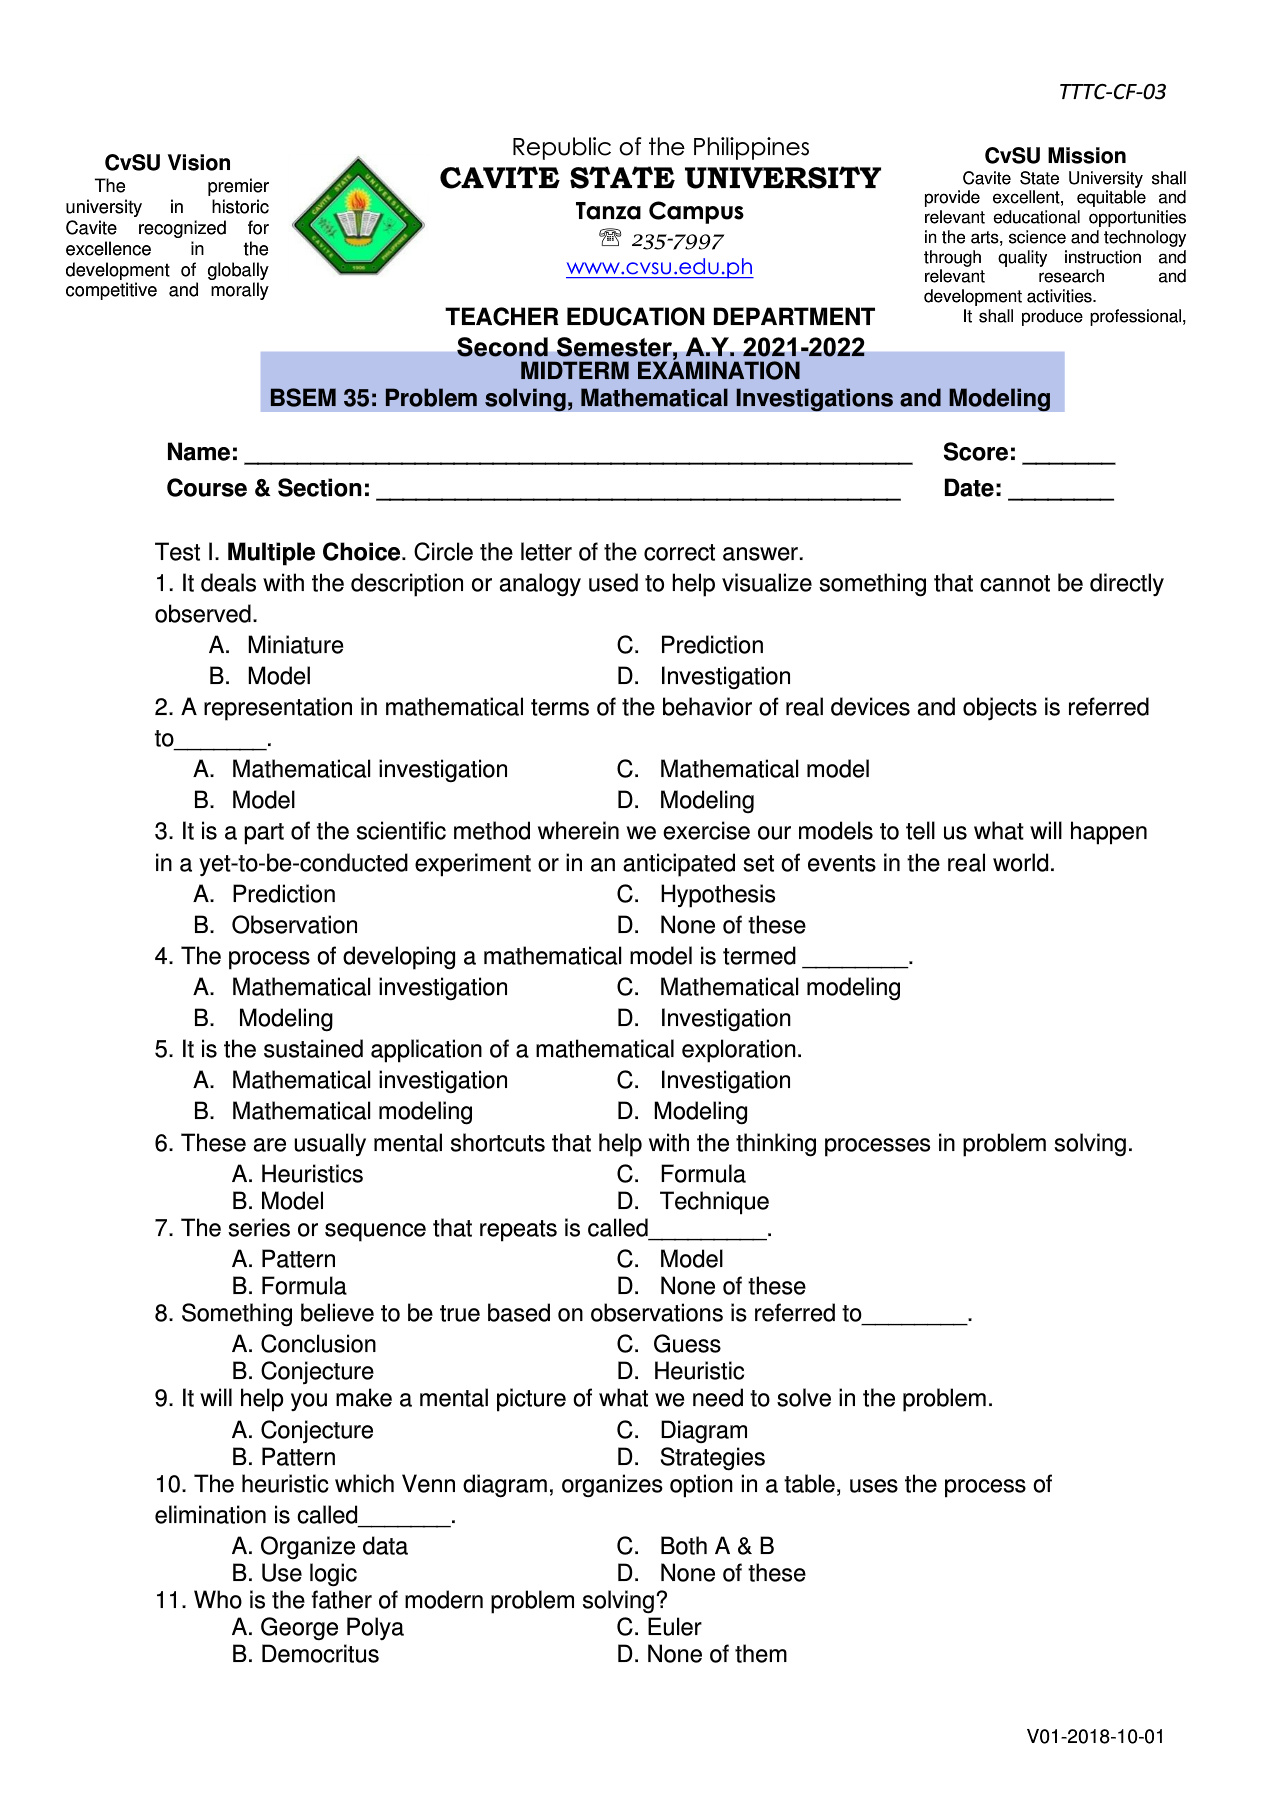 TTTC-CF-03
CvSU Vision
The premier
university in historic
Cavite recognized for
excellence in the
development of globally
competitive and morally
CAVITE STATE UNIVERSITY
CAVITE PHILIPPINES
1906
Republic of the Philippines
CAVITE STATE UNIVERSITY
Tanza Campus
☏ 235-7997
www.cvsu.edu.ph
CvSU Mission
Cavite State University shall
provide excellent, equitable and
relevant educational opportunities
in the arts, science and technology
through quality instruction and
relevant research and
development activities.
It shall produce professional,
TEACHER EDUCATION DEPARTMENT
Second Semester, A.Y. 2021-2022
MIDTERM EXAMINATION
BSEM 35: Problem solving, Mathematical Investigations and Modeling
Name: ____________________ Score: _______
Course & Section: ____________________ Date: ________
Test I. Multiple Choice. Circle the letter of the correct answer.
1. It deals with the description or analogy used to help visualize something that cannot be directly
observed.
A. Miniature C. Prediction
B. Model D. Investigation
2. A representation in mathematical terms of the behavior of real devices and objects is referred
to_______.
A. Mathematical investigation C. Mathematical model
B. Model D. Modeling
3. It is a part of the scientific method wherein we exercise our models to tell us what will happen
in a yet-to-be-conducted experiment or in an anticipated set of events in the real world.
A. Prediction C. Hypothesis
B. Observation D. None of these
4. The process of developing a mathematical model is termed ________.
A. Mathematical investigation C. Mathematical modeling
B. Modeling D. Investigation
5. It is the sustained application of a mathematical exploration.
A. Mathematical investigation C. Investigation
B. Mathematical modeling D. Modeling
6. These are usually mental shortcuts that help with the thinking processes in problem solving.
A. Heuristics C. Formula
B. Model D. Technique
7. The series or sequence that repeats is called_________.
A. Pattern C. Model
B. Formula D. None of these
8. Something believe to be true based on observations is referred to________.
A. Conclusion C. Guess
B. Conjecture D. Heuristic
9. It will help you make a mental picture of what we need to solve in the problem.
A. Conjecture C. Diagram
B. Pattern D. Strategies
10. The heuristic which Venn diagram, organizes option in a table, uses the process of
elimination is called_______.
A. Organize data C. Both A & B
B. Use logic D. None of these
11. Who is the father of modern problem solving?
A. George Polya C. Euler
B. Democritus D. None of them
V01-2018-10-01